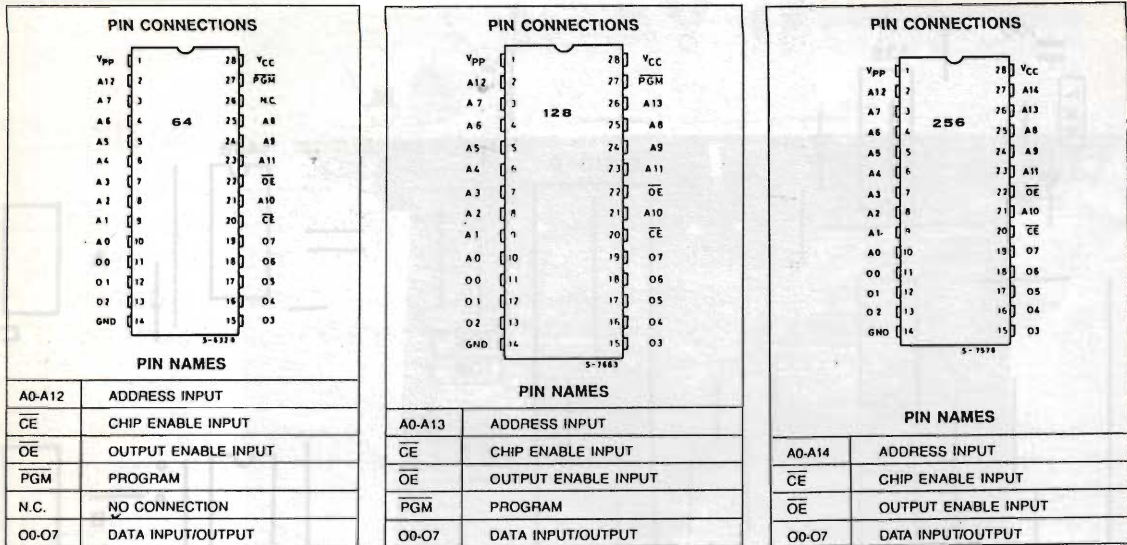 PIN CONNECTIONS
VPP 1 28 VCC
A12 2 27 PGM
A7 3 26 N.C.
A6 4 64 25 A8
A5 5 24 A9
A4 6 23 A11
A3 7 22 OE
A2 8 21 A10
A1 9 20 CE
A0 10 19 O7
O0 11 18 O6
O1 12 17 O5
O2 13 16 O4
GND 14 15 O3
S-6320
PIN NAMES
A0-A12 ADDRESS INPUT
CE CHIP ENABLE INPUT
OE OUTPUT ENABLE INPUT
PGM PROGRAM
N.C. NO CONNECTION
O0-O7 DATA INPUT/OUTPUT
PIN CONNECTIONS
VPP 1 28 VCC
A12 2 27 PGM
A7 3 128 26 A13
A6 4 25 A8
A5 5 24 A9
A4 6 23 A11
A3 7 22 OE
A2 8 21 A10
A1 9 20 CE
A0 10 19 O7
O0 11 18 O6
O1 12 17 O5
O2 13 16 O4
GND 14 15 O3
S-7663
PIN NAMES
A0-A13 ADDRESS INPUT
CE CHIP ENABLE INPUT
OE OUTPUT ENABLE INPUT
PGM PROGRAM
O0-O7 DATA INPUT/OUTPUT
PIN CONNECTIONS
VPP 1 28 VCC
A12 2 27 A14
A7 3 26 A13
A6 4 256 25 A8
A5 5 24 A9
A4 6 23 A11
A3 7 22 OE
A2 8 21 A10
A1 9 20 CE
A0 10 19 O7
O0 11 18 O6
O1 12 17 O5
O2 13 16 O4
GND 14 15 O3
S-7578
PIN NAMES
A0-A14 ADDRESS INPUT
CE CHIP ENABLE INPUT
OE OUTPUT ENABLE INPUT
O0-O7 DATA INPUT/OUTPUT